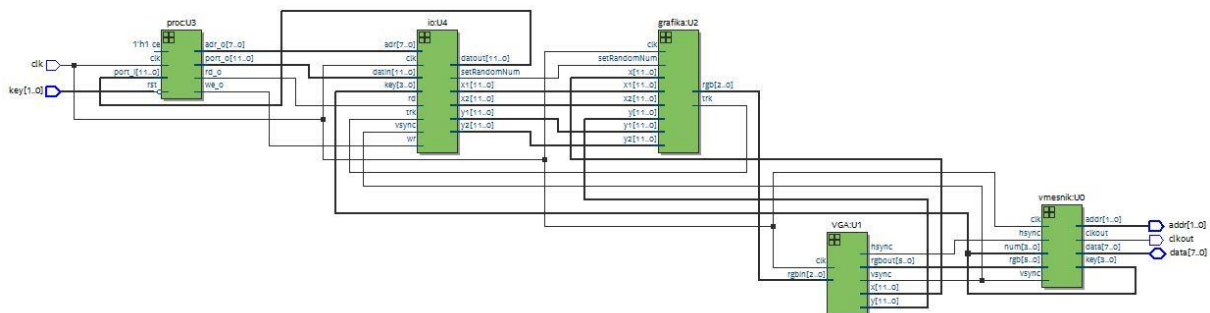 clk
key[1..0]
proc:U3
1'h1 ce
clk
port_i[11..0]
rst
adr_o[7..0]
port_o[11..0]
rd_o
we_o
io:U4
adr[7..0]
clk
datin[11..0]
key[3..0]
rd
trk
vsync
wr
datout[11..0]
setRandomNum
x1[11..0]
x2[11..0]
y1[11..0]
y2[11..0]
grafika:U2
clk
setRandomNum
x[11..0]
x1[11..0]
x2[11..0]
y[11..0]
y1[11..0]
y2[11..0]
rgb[2..0]
trk
VGA:U1
clk
rgbin[2..0]
hsync
rgbout[5..0]
vsync
x[11..0]
y[11..0]
vmesnik:U0
clk
hsync
num[3..0]
rgb[5..0]
vsync
addr[1..0]
clkout
data[7..0]
key[3..0]
addr[1..0]
clkout
data[7..0]